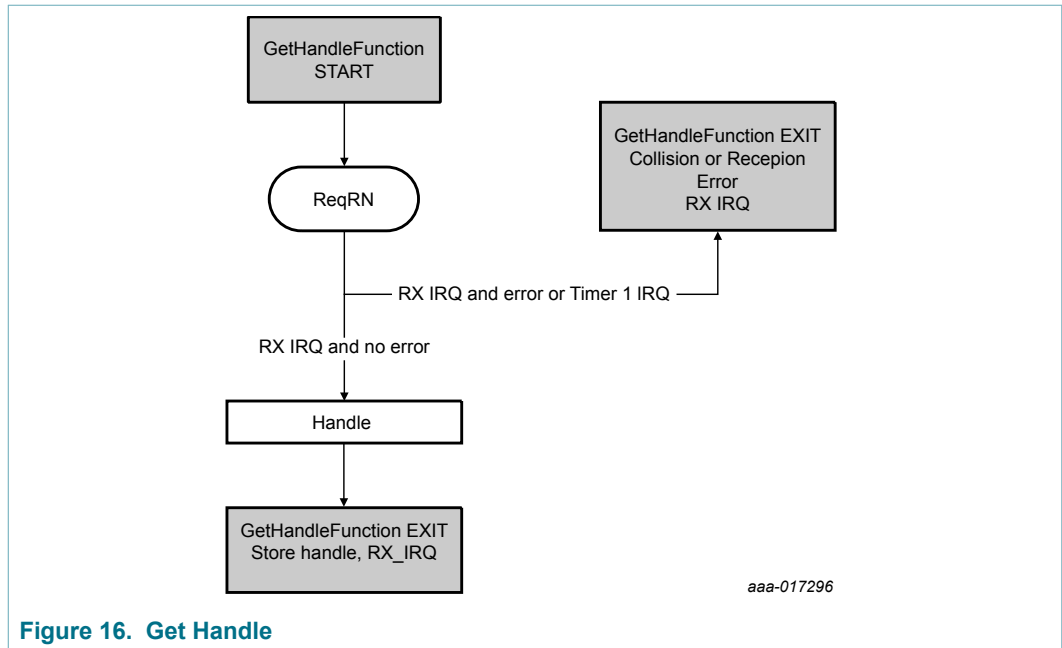 GetHandleFunction
START
GetHandleFunction EXIT
Collision or Recepion
Error
RX IRQ
ReqRN
RX IRQ and error or Timer 1 IRQ
RX IRQ and no error
Handle
GetHandleFunction EXIT
Store handle, RX_IRQ
aaa-017296
Figure 16. Get Handle